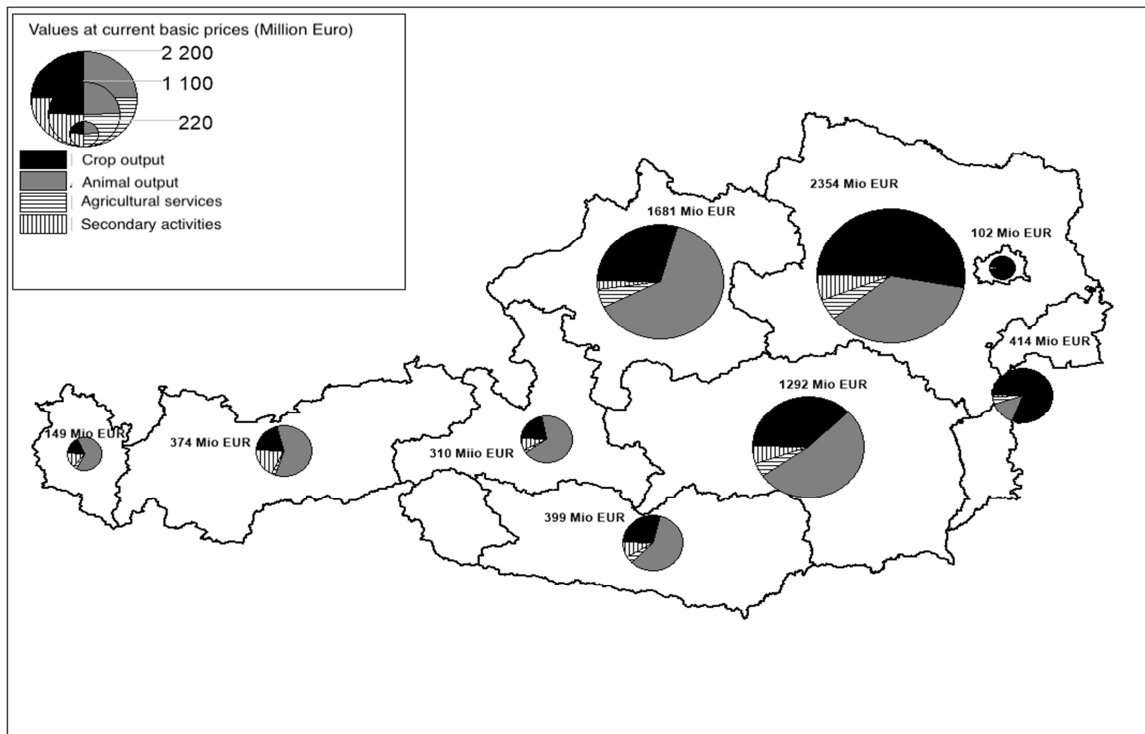 Values at current basic prices (Million Euro)
2 200
1 100
220
Crop output
Animal output
Agricultural services
Secondary activities
2354 Mio EUR
1681 Mio EUR
102 Mio EUR
414 Mio EUR
1292 Mio EUR
149 Mio EUR
374 Mio EUR
310 Miio EUR
399 Mio EUR